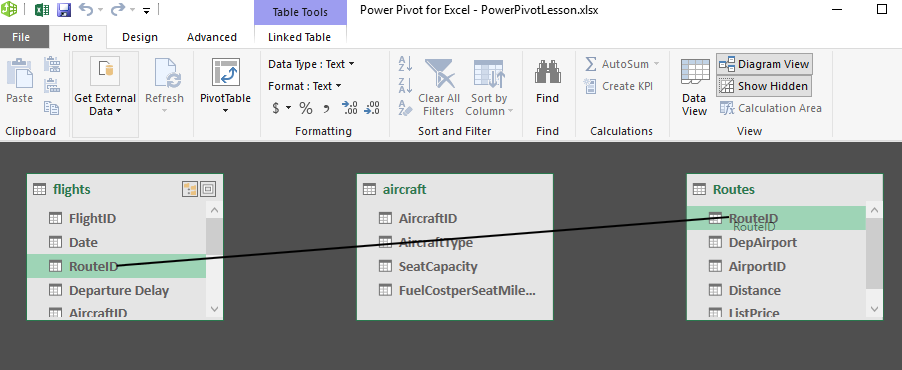 Table Tools
Power Pivot for Excel - PowerPivotLesson.xlsx
File
Home
Design
Advanced
Linked Table
Paste
Clipboard
Get External
Data
Refresh
PivotTable
Data Type : Text
Format : Text
$ % , .00 .00
Formatting
Clear All
Filters
Sort by
Column
Sort and Filter
Find
Find
AutoSum
Create KPI
Calculations
Data
View
Diagram View
Show Hidden
Calculation Area
View
flights
FlightID
Date
RouteID
Departure Delay
AircraftID
aircraft
AircraftID
AircraftType
SeatCapacity
FuelCostperSeatMile...
Routes
RouteID
RouteID
DepAirport
AirportID
Distance
ListPrice